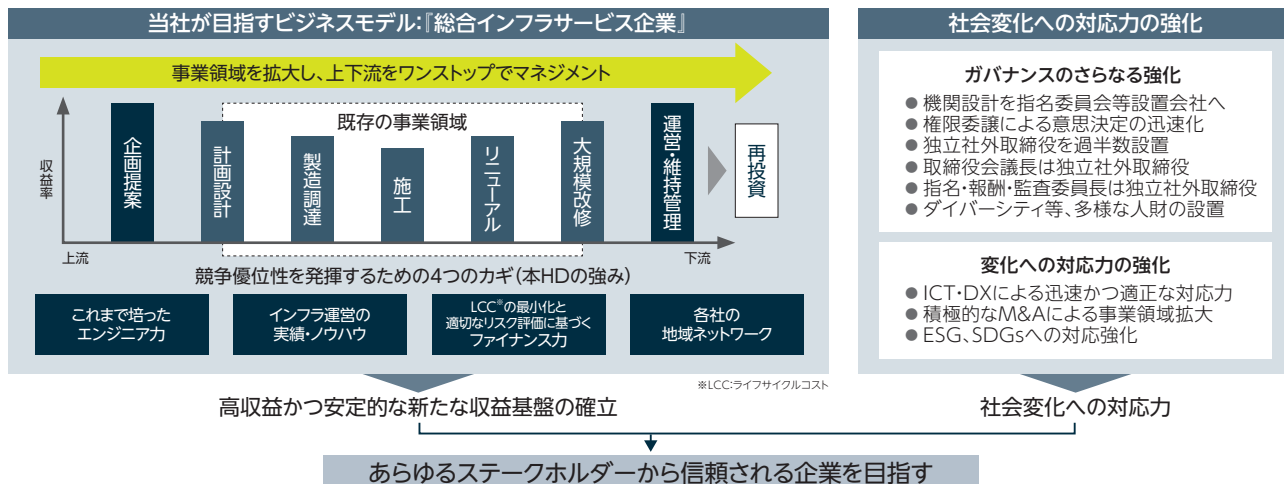 当社が目指すビジネスモデル：『総合インフラサービス企業』
事業領域を拡大し、上下流をワンストップでマネジメント
既存の事業領域
収益率
企画提案
計画設計
製造調達
施工
リニューアル
大規模改修
運営・維持管理
再投資
上流
下流
競争優位性を発揮するための4つのカギ（本HDの強み）
これまで培った
エンジニア力
インフラ運営の
実績・ノウハウ
LCC※の最小化と
適切なリスク評価に基づく
ファイナンス力
各社の
地域ネットワーク
※LCC：ライフサイクルコスト
高収益かつ安定的な新たな収益基盤の確立
社会変化への対応力の強化
ガバナンスのさらなる強化
● 機関設計を指名委員会等設置会社へ
● 権限委譲による意思決定の迅速化
● 独立社外取締役を過半数設置
● 取締役会議長は独立社外取締役
● 指名・報酬・監査委員長は独立社外取締役
● ダイバーシティ等、多様な人財の設置
変化への対応力の強化
● ICT・DXによる迅速かつ適正な対応力
● 積極的なM&Aによる事業領域拡大
● ESG、SDGsへの対応強化
社会変化への対応力
あらゆるステークホルダーから信頼される企業を目指す